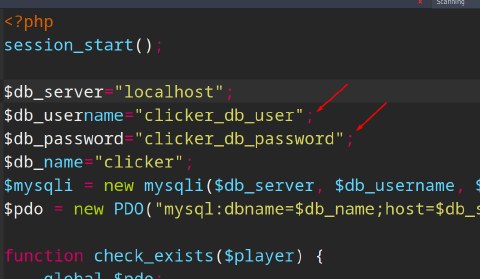 Scanning
<?php
session_start();
$db_server="localhost";
$db_username="clicker_db_user";
$db_password="clicker_db_password";
$db_name="clicker";
$mysqli = new mysqli($db_server, $db_username, $
$pdo = new PDO("mysql:dbname=$db_name;host=$db_s
function check_exists($player) {
global $pdo;